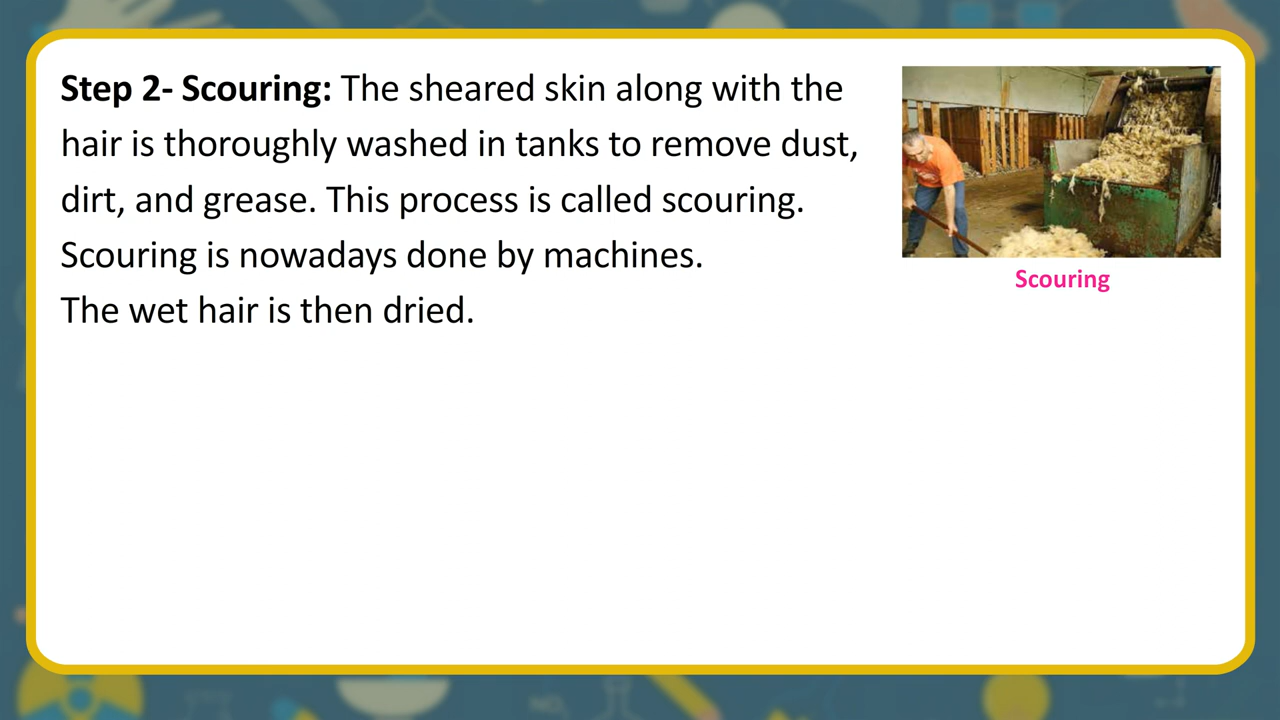 Step 2- Scouring: The sheared skin along with the
hair is thoroughly washed in tanks to remove dust,
dirt, and grease. This process is called scouring.
Scouring is nowadays done by machines.
The wet hair is then dried.
Scouring
NO₂